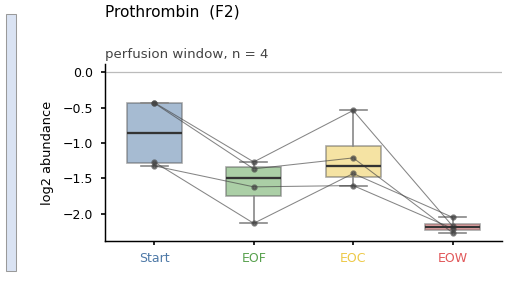 Prothrombin  (F2)
perfusion window, n = 4
0.0
−0.5
−1.0
−1.5
−2.0
log2 abundance
Start EOF EOC EOW